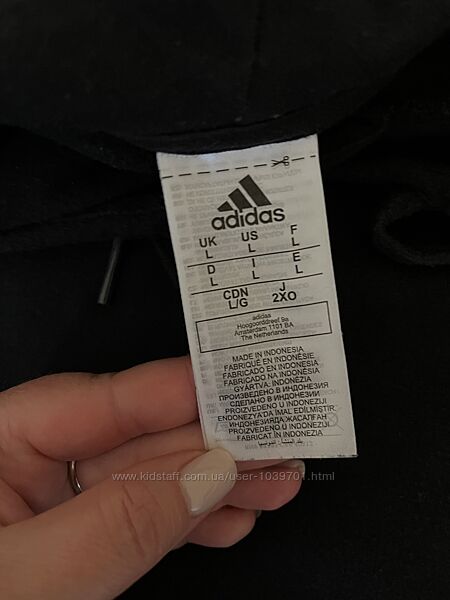 adidas
UK US F
L L L
D I E
L L L
CDN J
L/G 2XO
adidas
Hoogoorddreef 9a
Amsterdam 1101 BA
The Netherlands
MADE IN INDONESIA
FABRIQUÉ EN INDONÉSIE
FABRICADO EN INDONESIA
FABRICADO NA INDONÉSIA
GYÁRTVA: INDONÉZIA
ПРОИЗВЕДЕНО В ИНДОНЕЗИЯ
СДЕЛАНО В ИНДОНЕЗИИ
PROIZVEDENO U INDONEZIJI
ENDONEZYA'DA İMAL EDİLMİŞTİR.
ИНДОНЕЗИЯДА ЖАСАЛҒАН
PROIZVEDENO U INDONEZIJI
FABRICAT ÎN INDONEZIA
www.kidstaff.com.ua/user-1039701.html